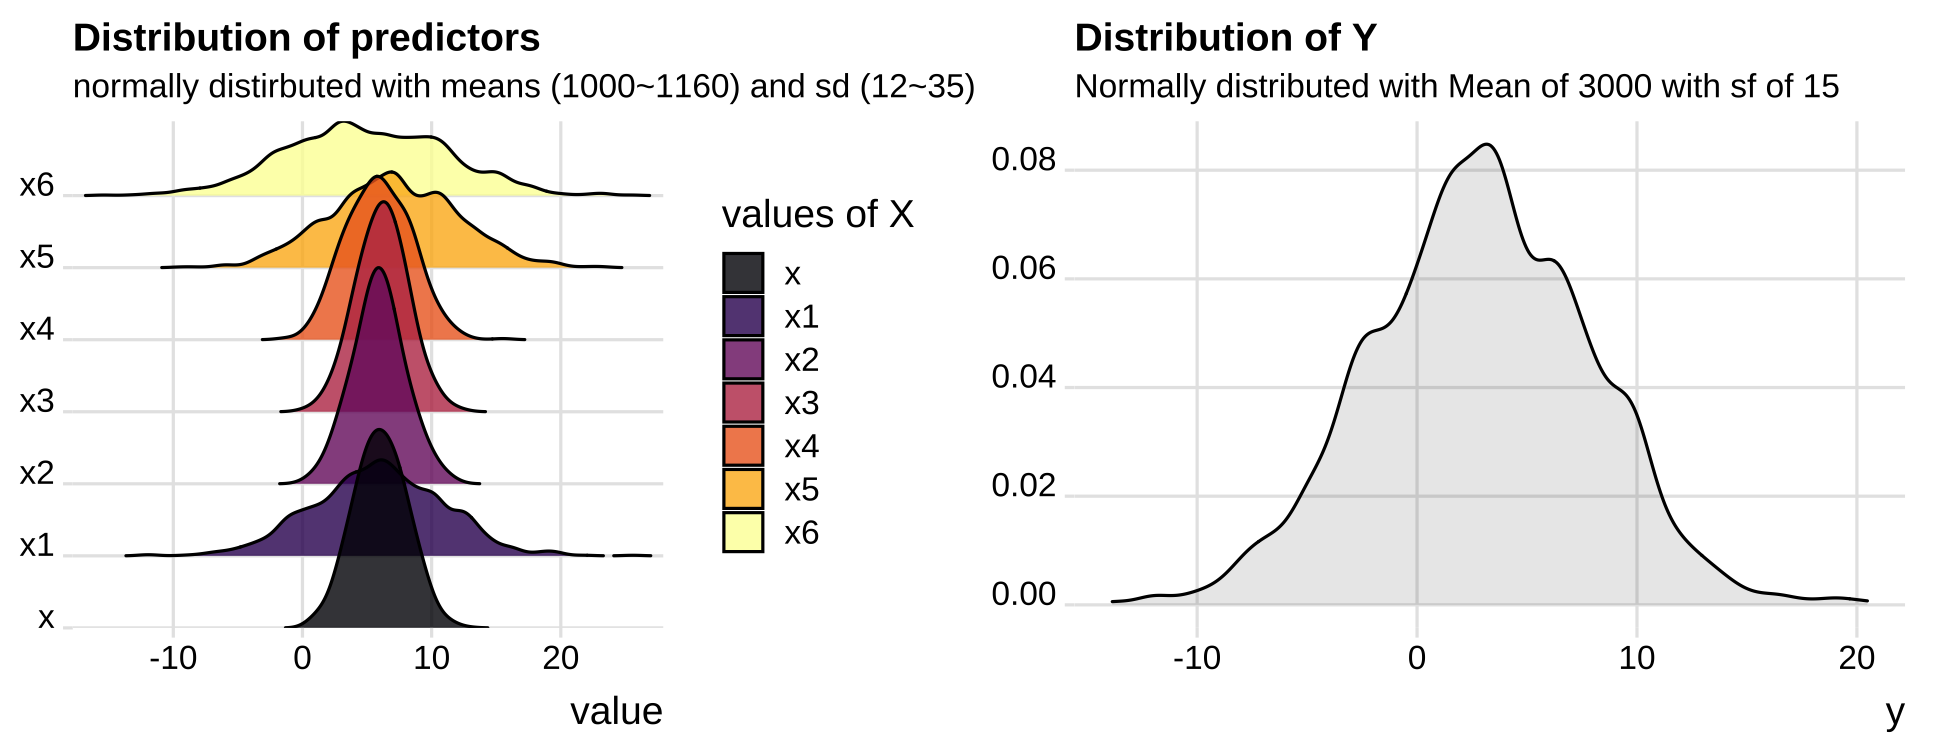 Distribution of predictors
normally distirbuted with means (1000~1160) and sd (12~35)
x6
x5
x4
x3
x2
x1
x
-10 0 10 20
value
values of X
x
x1
x2
x3
x4
x5
x6
Distribution of Y
Normally distributed with Mean of 3000 with sf of 15
0.08
0.06
0.04
0.02
0.00
-10 0 10 20
y